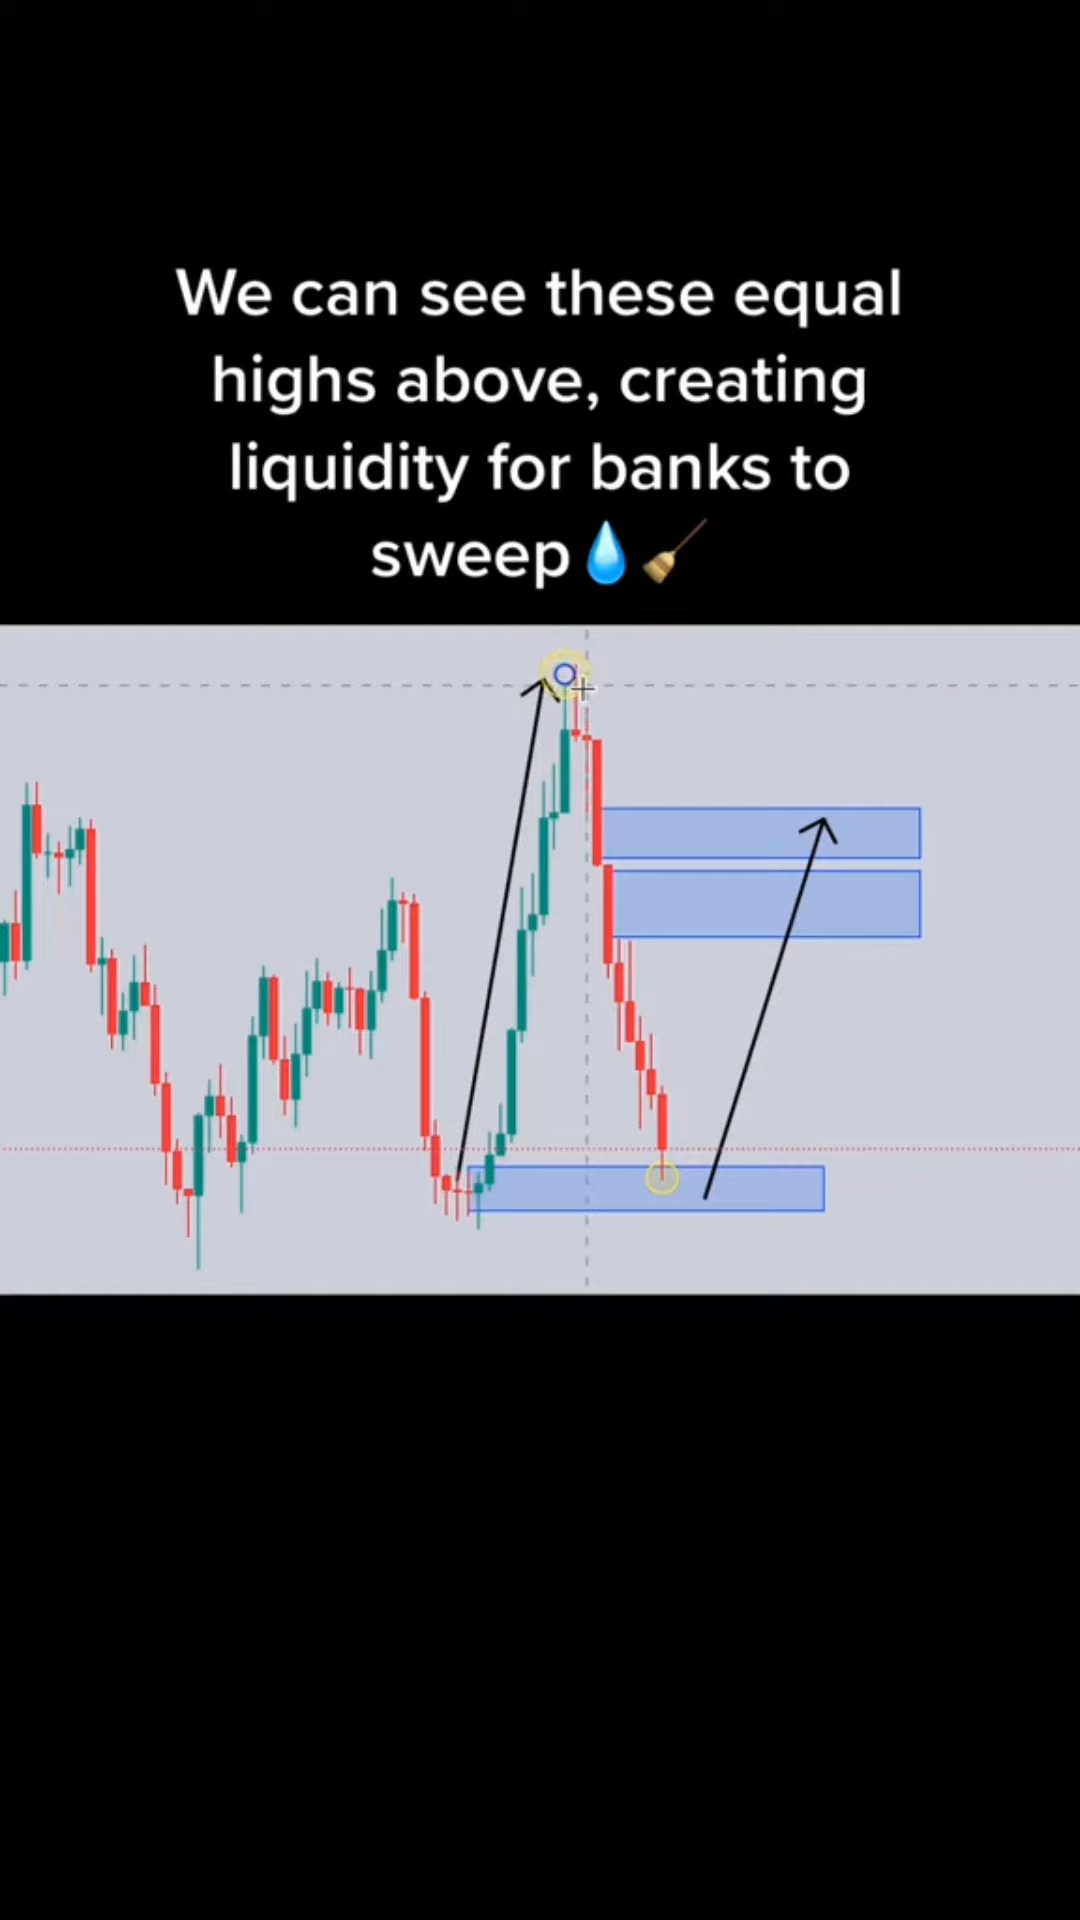 We can see these equal
highs above, creating
liquidity for banks to
sweep💧🧹